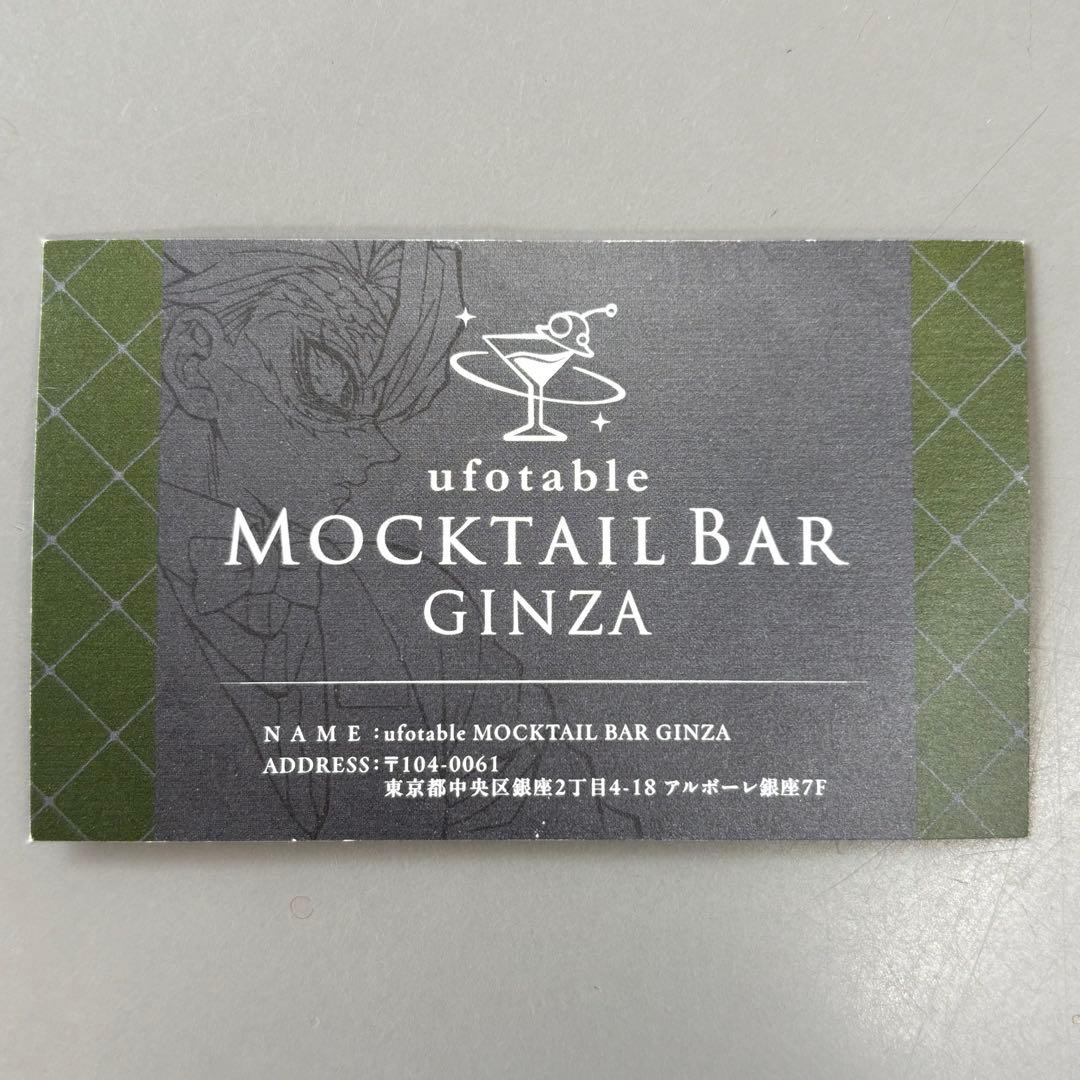 ufotable
MOCKTAIL BAR
GINZA
NAME:ufotable MOCKTAIL BAR GINZA
ADDRESS:〒104-0061
東京都中央区銀座2丁目4-18 アルボーレ銀座7F